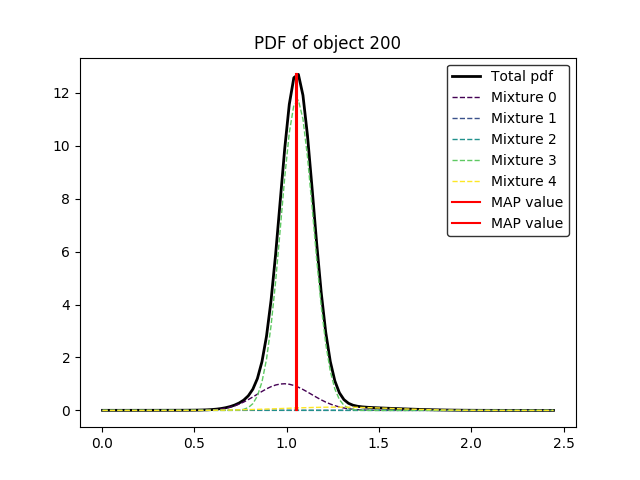 PDF of object 200
Total pdf
Mixture 0
Mixture 1
Mixture 2
Mixture 3
Mixture 4
MAP value
MAP value
12
10
8
6
4
2
0
0.0 0.5 1.0 1.5 2.0 2.5